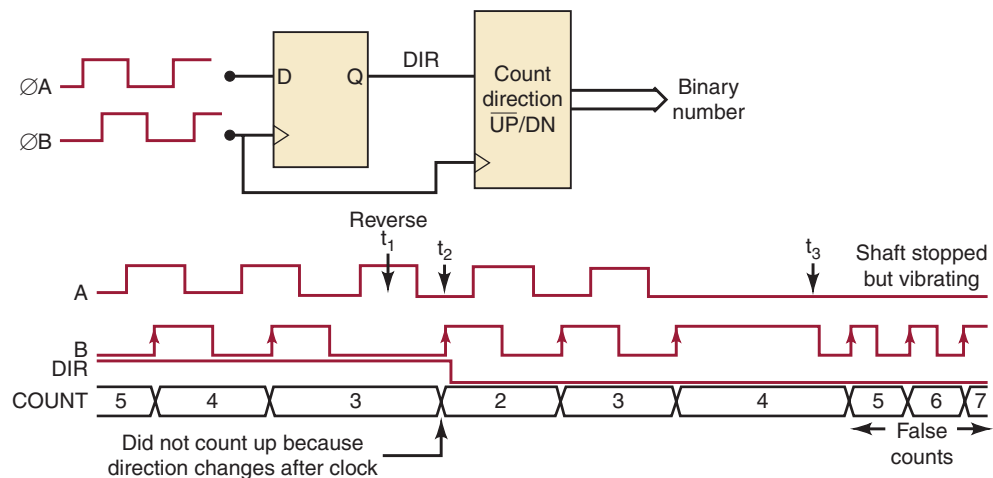 DIR
D Q
Count
direction
U̅P̅/DN
Binary
number
∅A
∅B
Reverse
t₁
t₂
t₃
Shaft stopped
but vibrating
A
B
DIR
COUNT 5 4 3 2 3 4 5 6 7
Did not count up because
direction changes after clock
False
counts